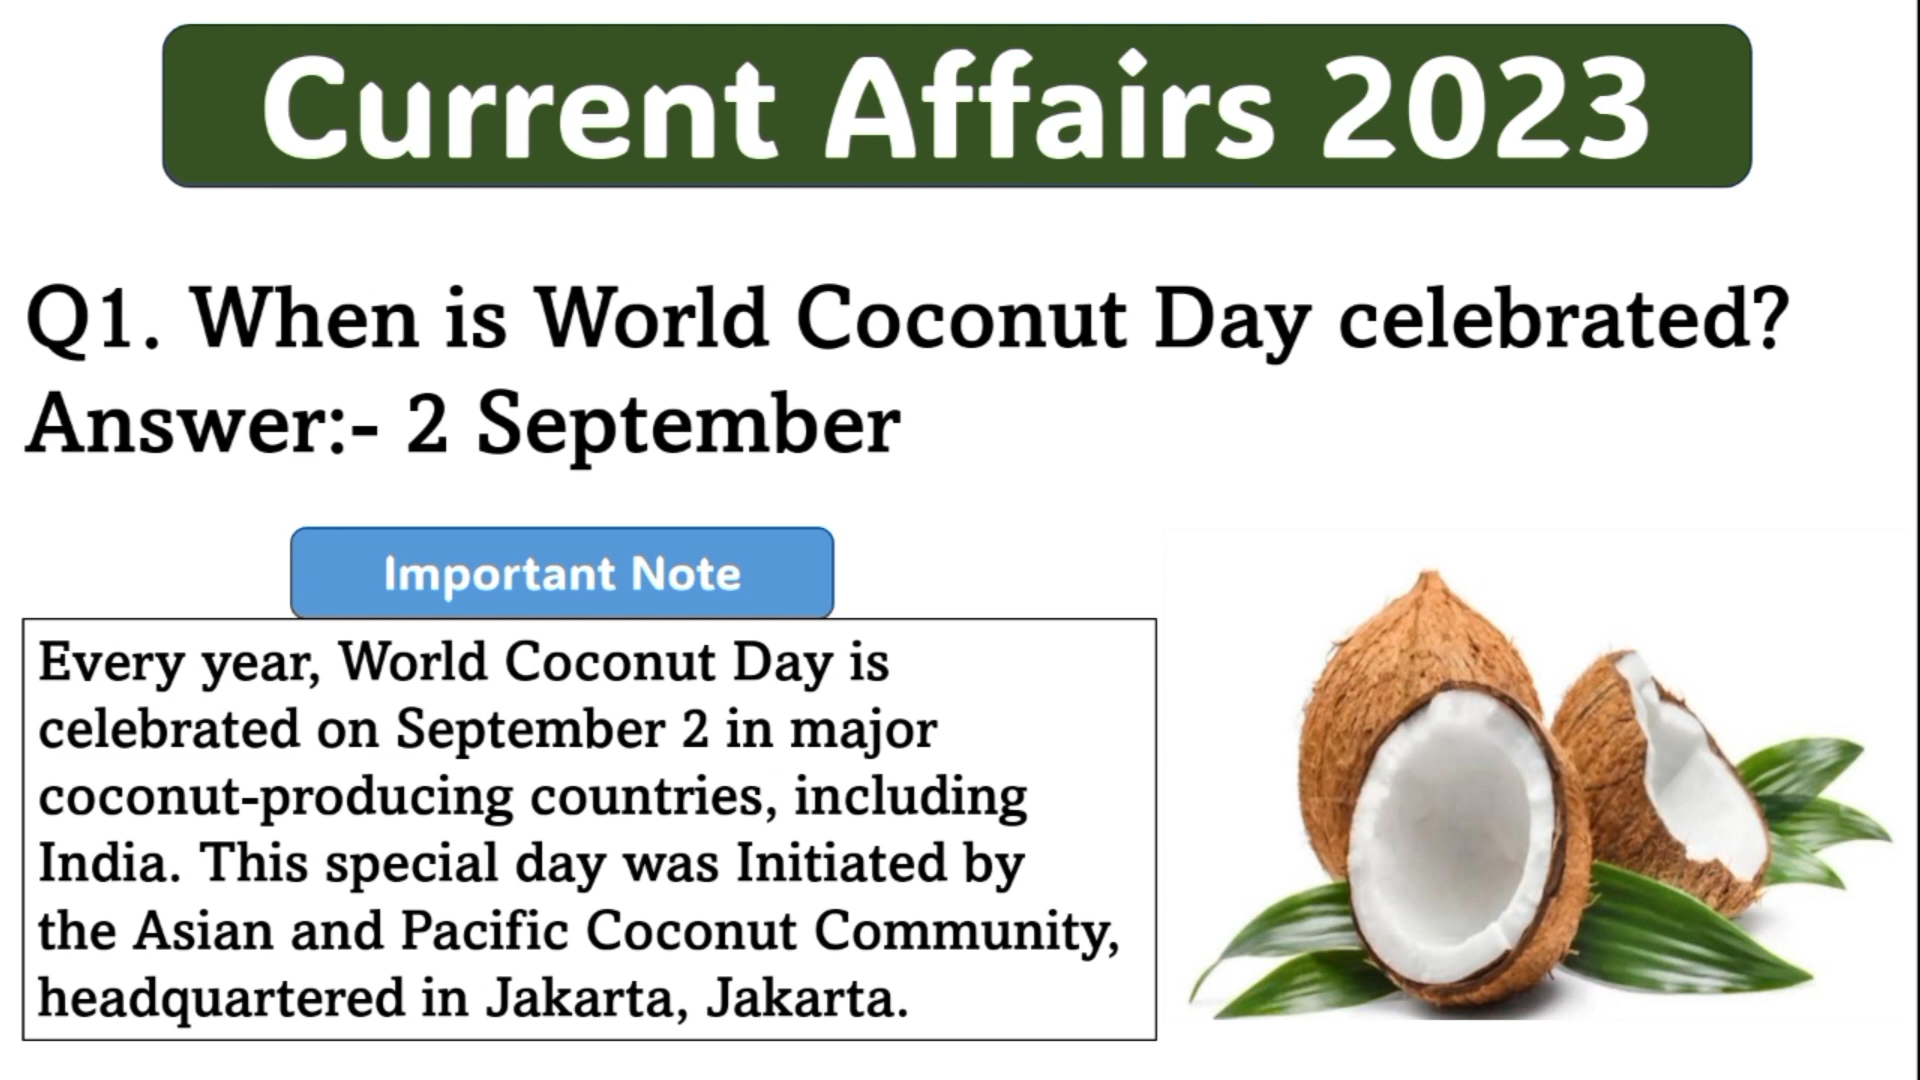 Current Affairs 2023
Q1. When is World Coconut Day celebrated?
Answer:- 2 September
Important Note
Every year, World Coconut Day is
celebrated on September 2 in major
coconut-producing countries, including
India. This special day was Initiated by
the Asian and Pacific Coconut Community,
headquartered in Jakarta, Jakarta.